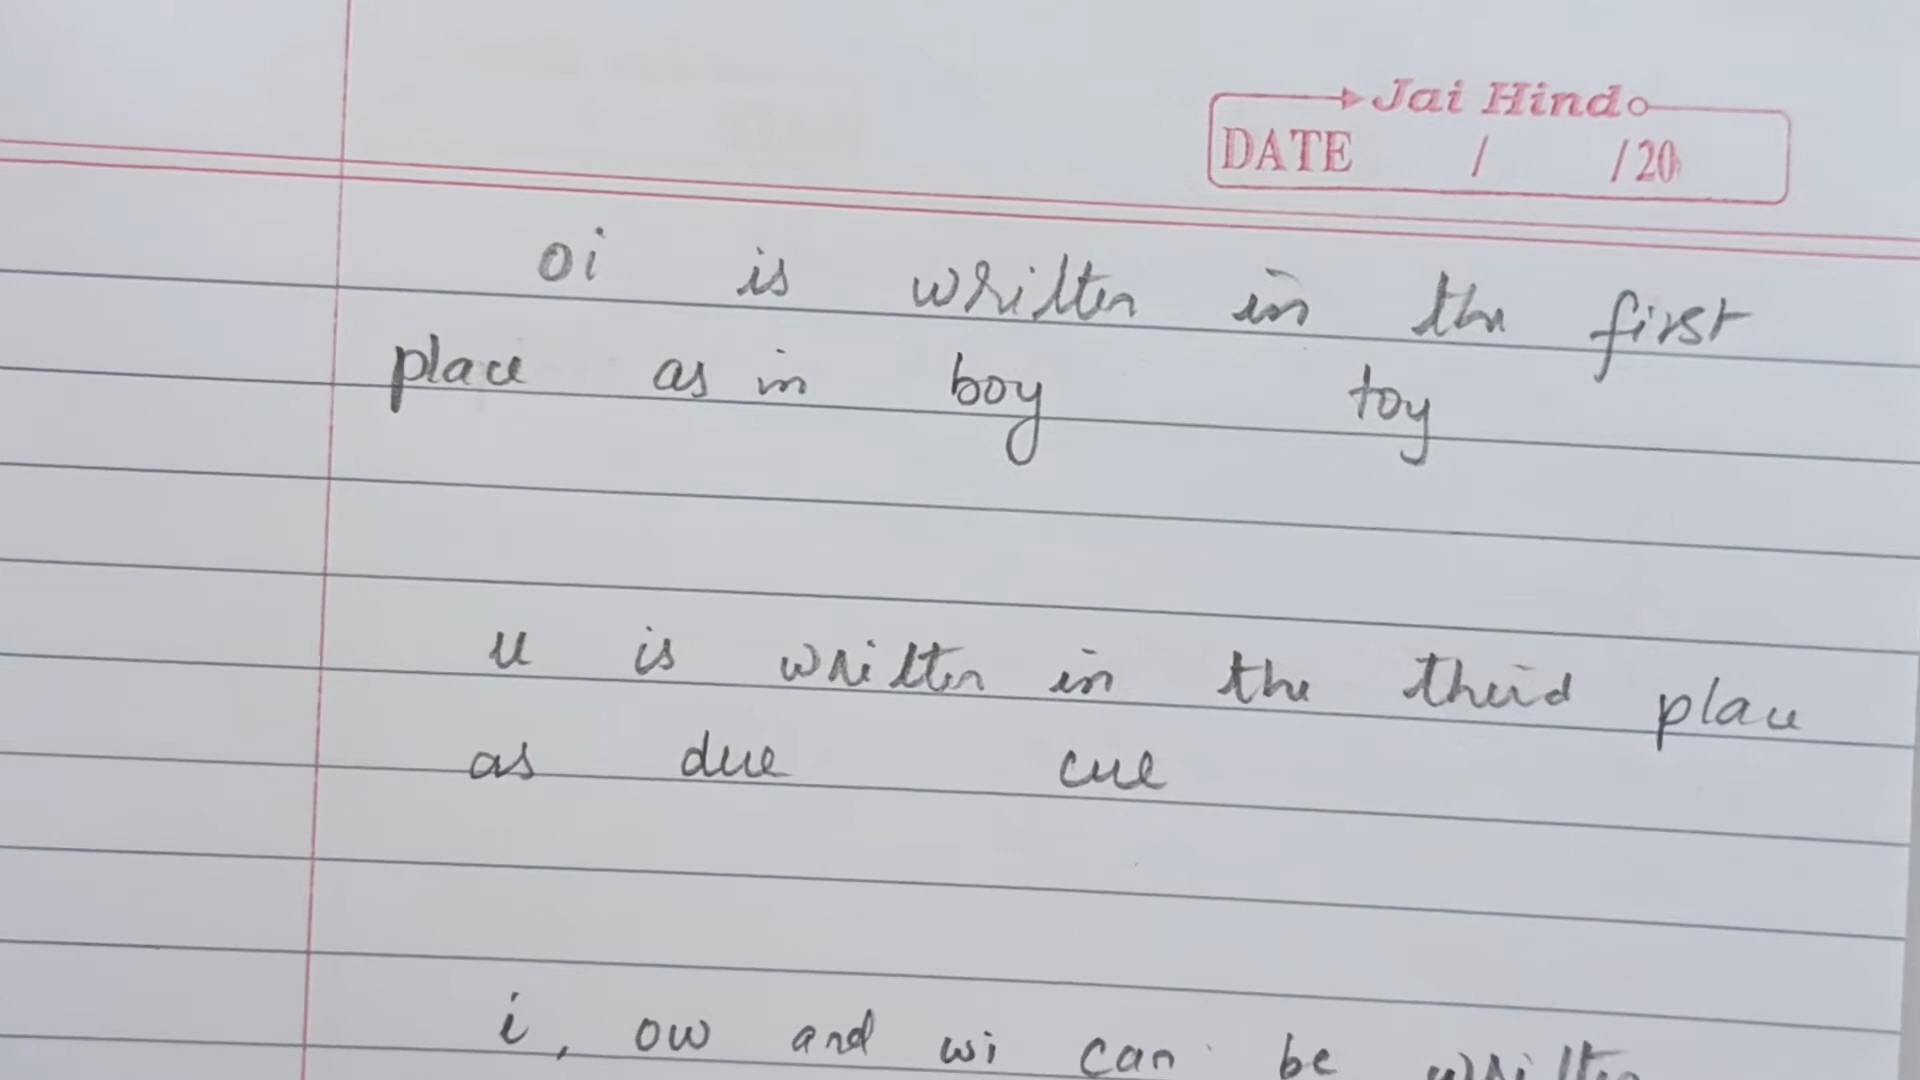 Jai Hind
DATE / /20
oi is written in the first
place as in boy toy
u is written in the third place
as due cue
i, ow and wi can be written